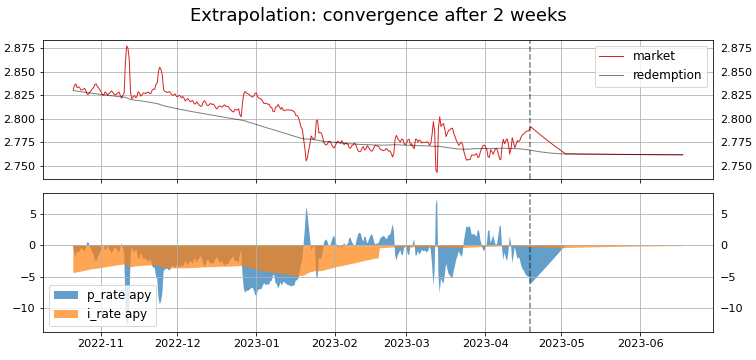 Extrapolation: convergence after 2 weeks
2.875 2.875
2.850 2.850
2.825 2.825
2.800 2.800
2.775 2.775
2.750 2.750
market
redemption
5 5
0 0
−5 −5
−10 −10
p_rate apy
i_rate apy
2022-11 2022-12 2023-01 2023-02 2023-03 2023-04 2023-05 2023-06